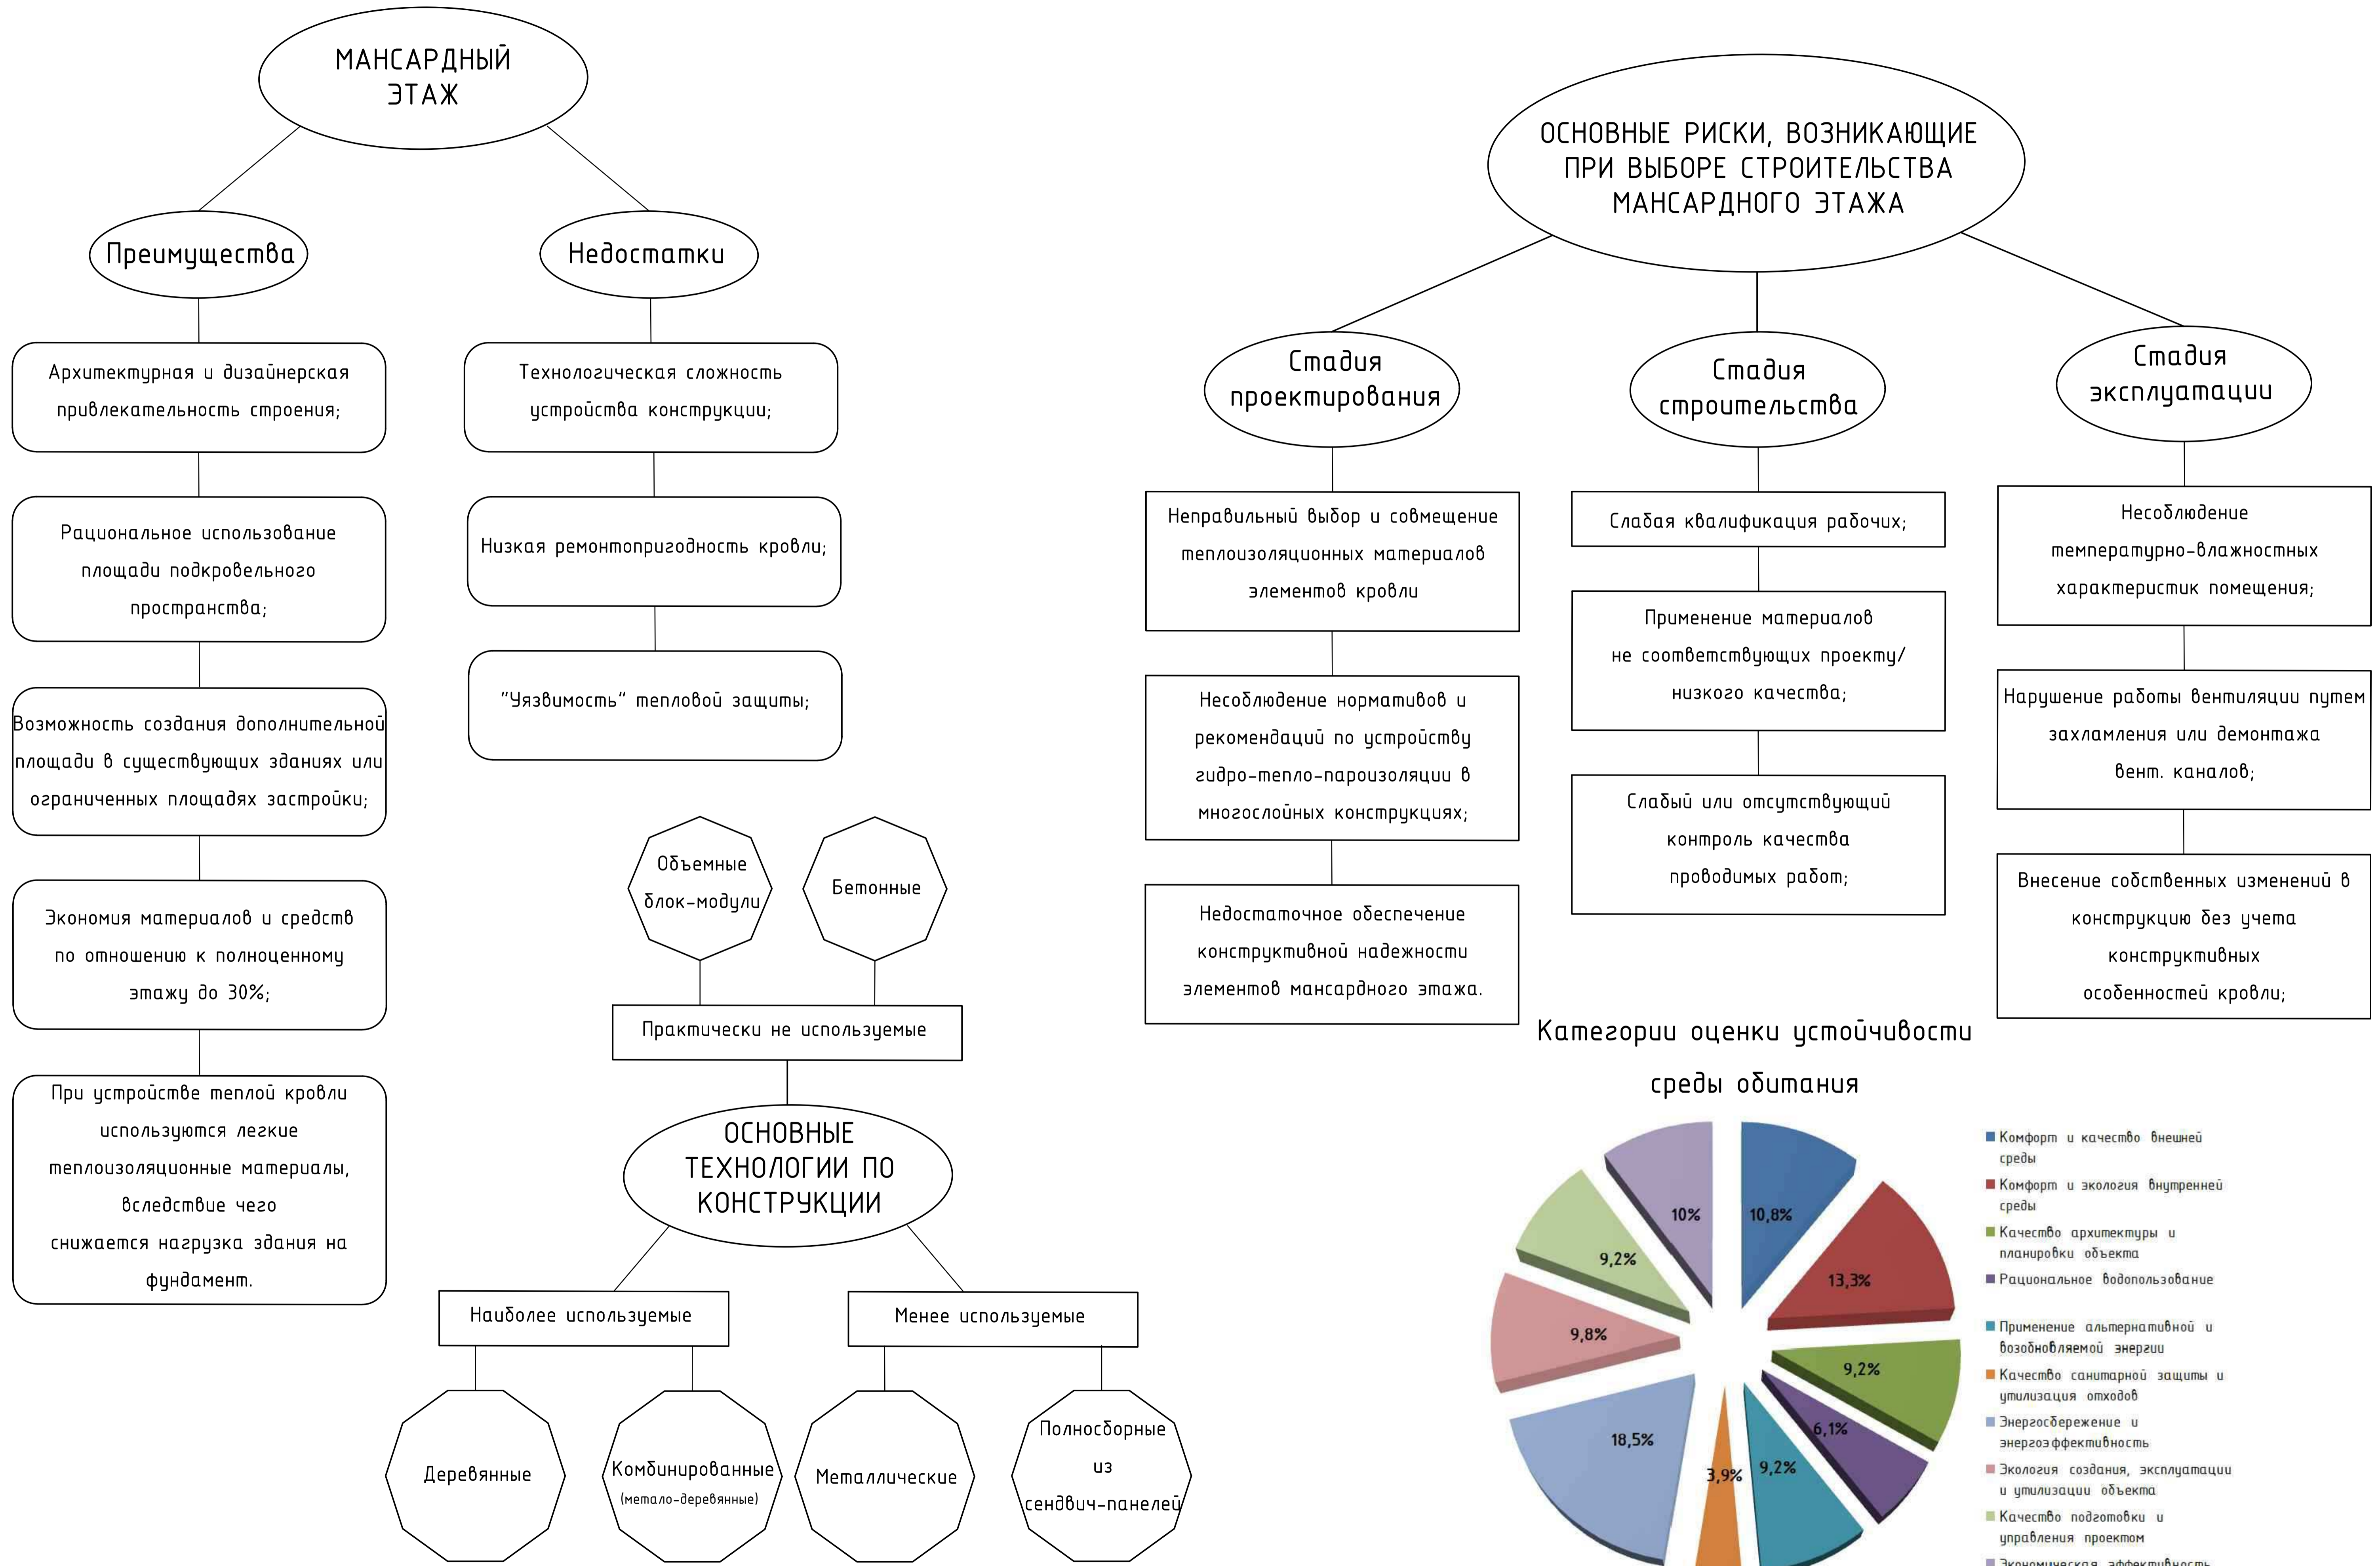 МАНСАРДНЫЙ
ЭТАЖ
Преимущества
Архитектурная и дизайнерская
привлекательность строения;
Рациональное использование
площади подкровельного
пространства;
Возможность создания дополнительной
площади в существующих зданиях или
ограниченных площадях застройки;
Экономия материалов и средств
по отношению к полноценному
этажу до 30%;
При устройстве теплой кровли
используются легкие
теплоизоляционные материалы,
вследствие чего
снижается нагрузка здания на
фундамент.
Недостатки
Технологическая сложность
устройства конструкции;
Низкая ремонтопригодность кровли;
"Уязвимость" тепловой защиты;
Объемные
блок-модули
Бетонные
Практически не используемые
ОСНОВНЫЕ
ТЕХНОЛОГИИ ПО
КОНСТРУКЦИИ
Наиболее используемые
Менее используемые
Деревянные
Комбинированные
(метало-деревянные)
Металлические
Полносборные
из
сендвич-панелей
ОСНОВНЫЕ РИСКИ, ВОЗНИКАЮЩИЕ
ПРИ ВЫБОРЕ СТРОИТЕЛЬСТВА
МАНСАРДНОГО ЭТАЖА
Стадия
проектирования
Неправильный выбор и совмещение
теплоизоляционных материалов
элементов кровли
Несоблюдение нормативов и
рекомендаций по устройству
гидро-тепло-пароизоляции в
многослойных конструкциях;
Недостаточное обеспечение
конструктивной надежности
элементов мансардного этажа.
Стадия
строительства
Слабая квалификация рабочих;
Применение материалов
не соответствующих проекту/
низкого качества;
Слабый или отсутствующий
контроль качества
проводимых работ;
Стадия
эксплуатации
Несоблюдение
температурно-влажностных
характеристик помещения;
Нарушение работы вентиляции путем
захламления или демонтажа
вент. каналов;
Внесение собственных изменений в
конструкцию без учета
конструктивных
особенностей кровли;
Категории оценки устойчивости
среды обитания
10,8%
13,3%
9,2%
6,1%
9,2%
3,9%
18,5%
9,8%
9,2%
10%
Комфорт и качество внешней
среды
Комфорт и экология внутренней
среды
Качество архитектуры и
планировки объекта
Рациональное водопользование
Применение альтернативной и
возобновляемой энергии
Качество санитарной защиты и
утилизация отходов
Энергосбережение и
энергоэффективность
Экология создания, эксплуатации
и утилизации объекта
Качество подготовки и
управления проектом
Экономическая эффективность